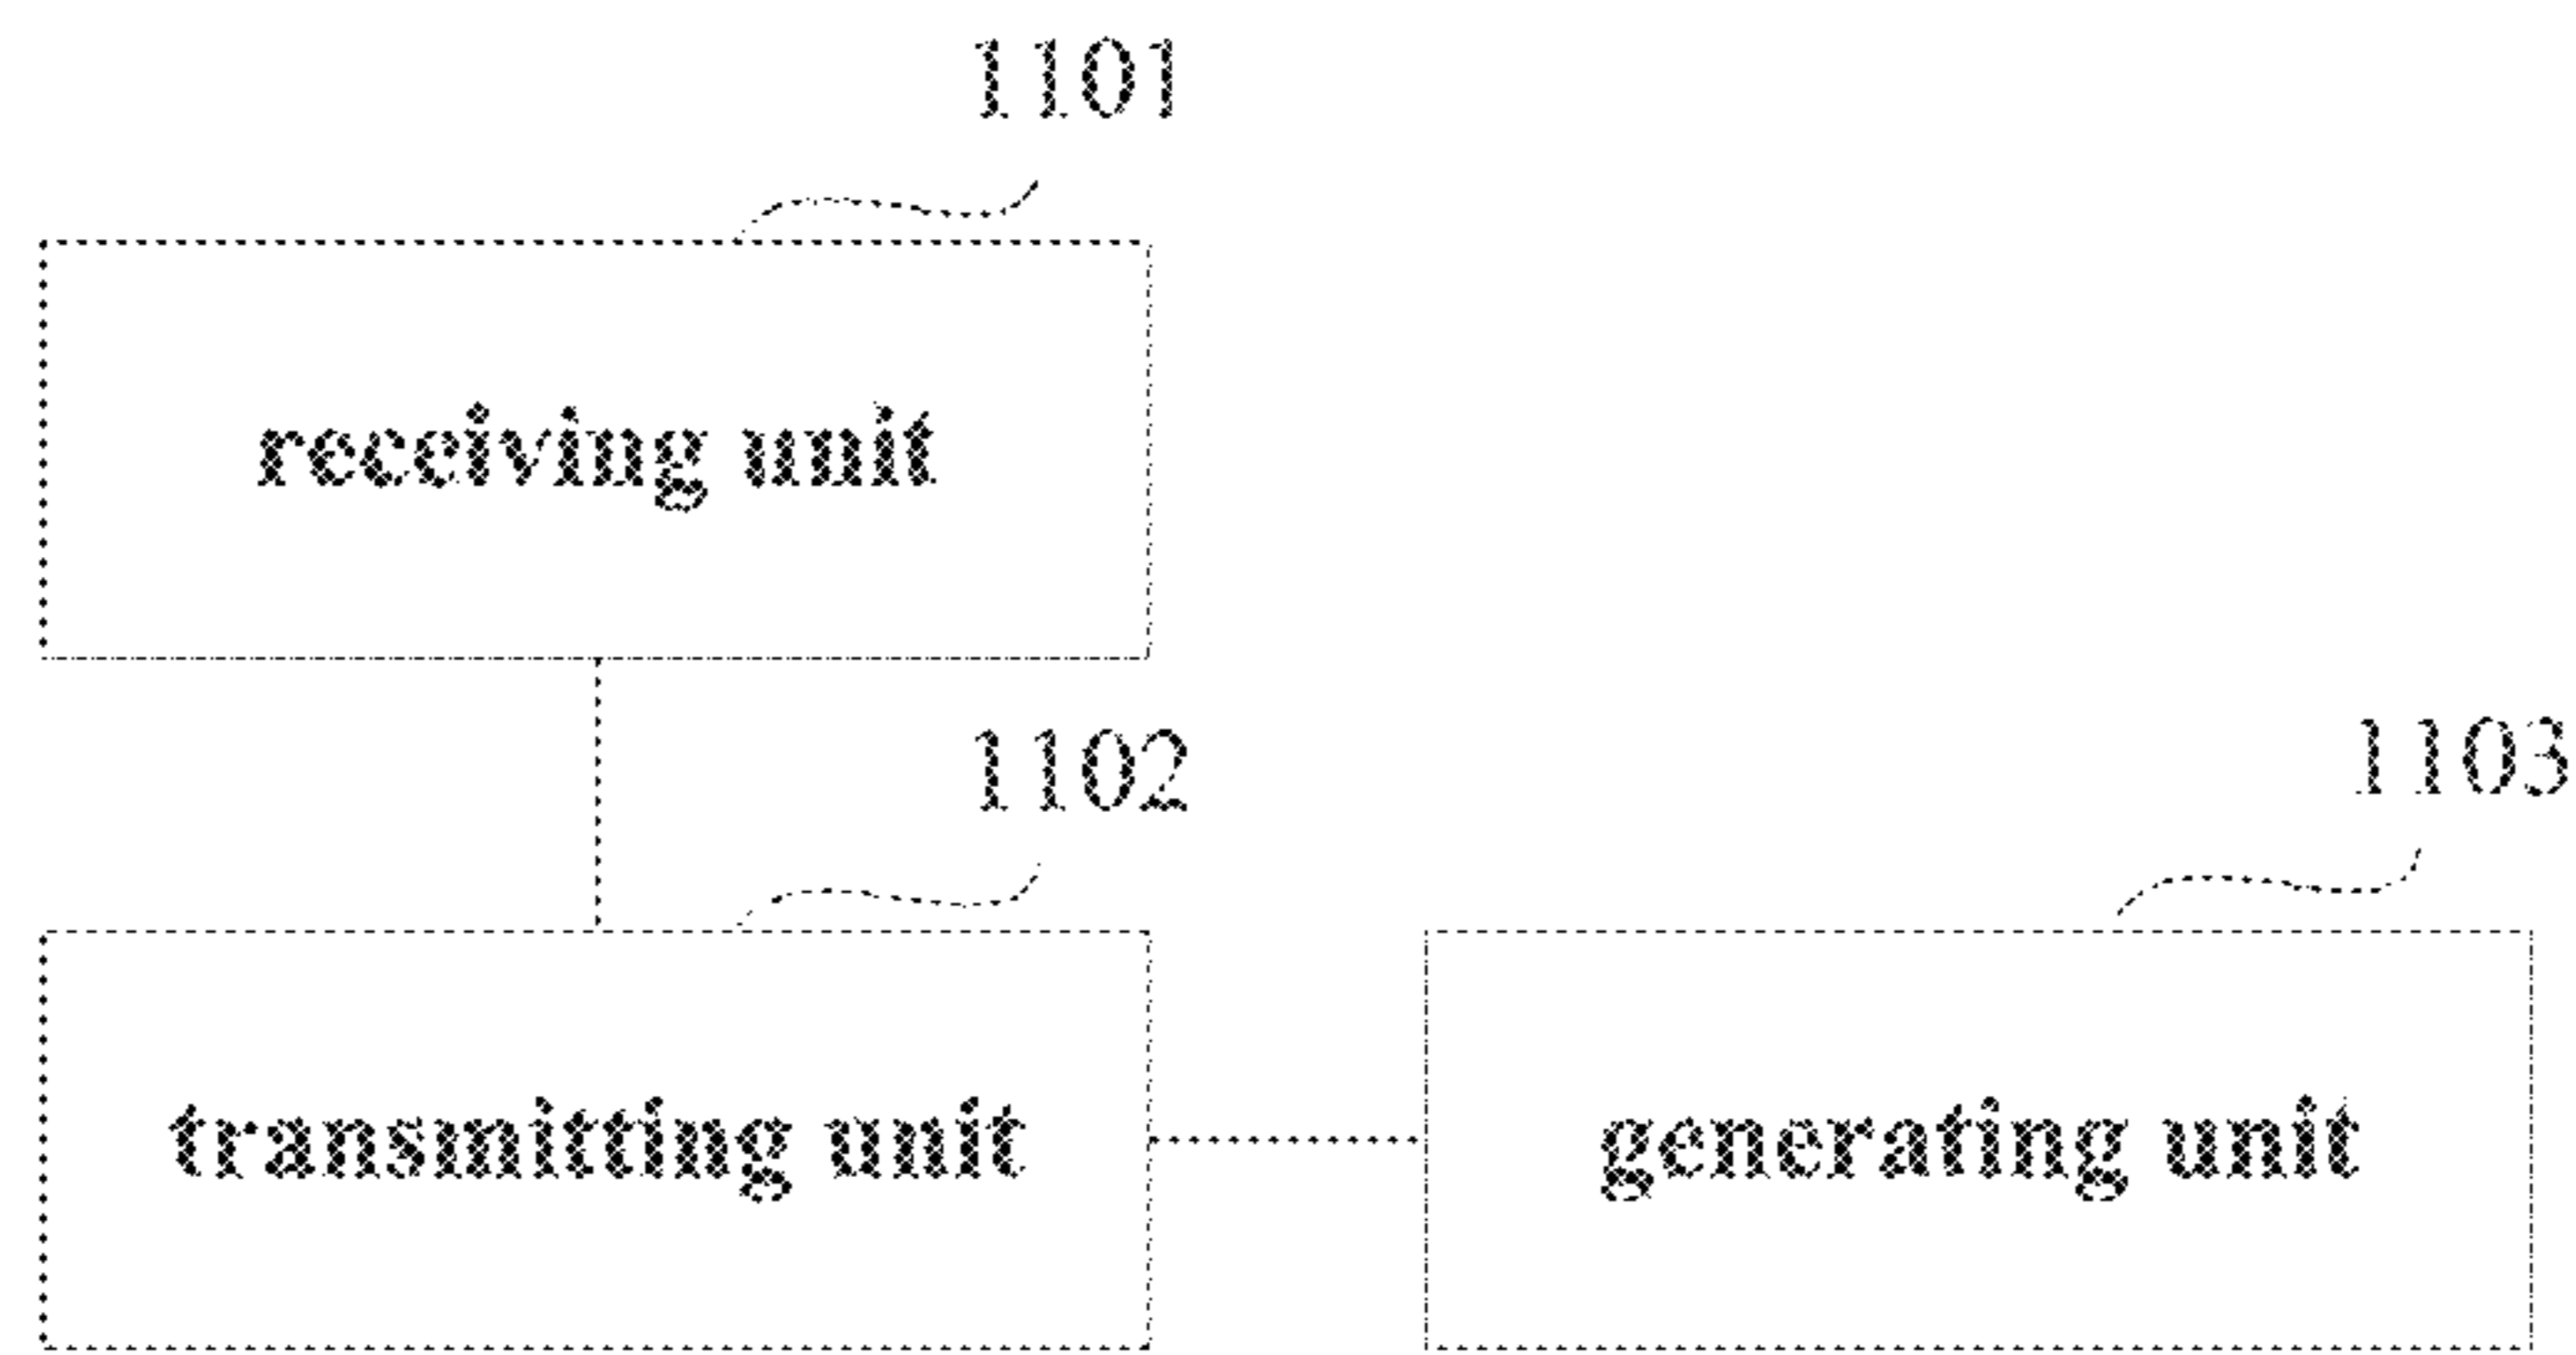 1101
receiving unit
1102
1103
transmitting unit
generating unit